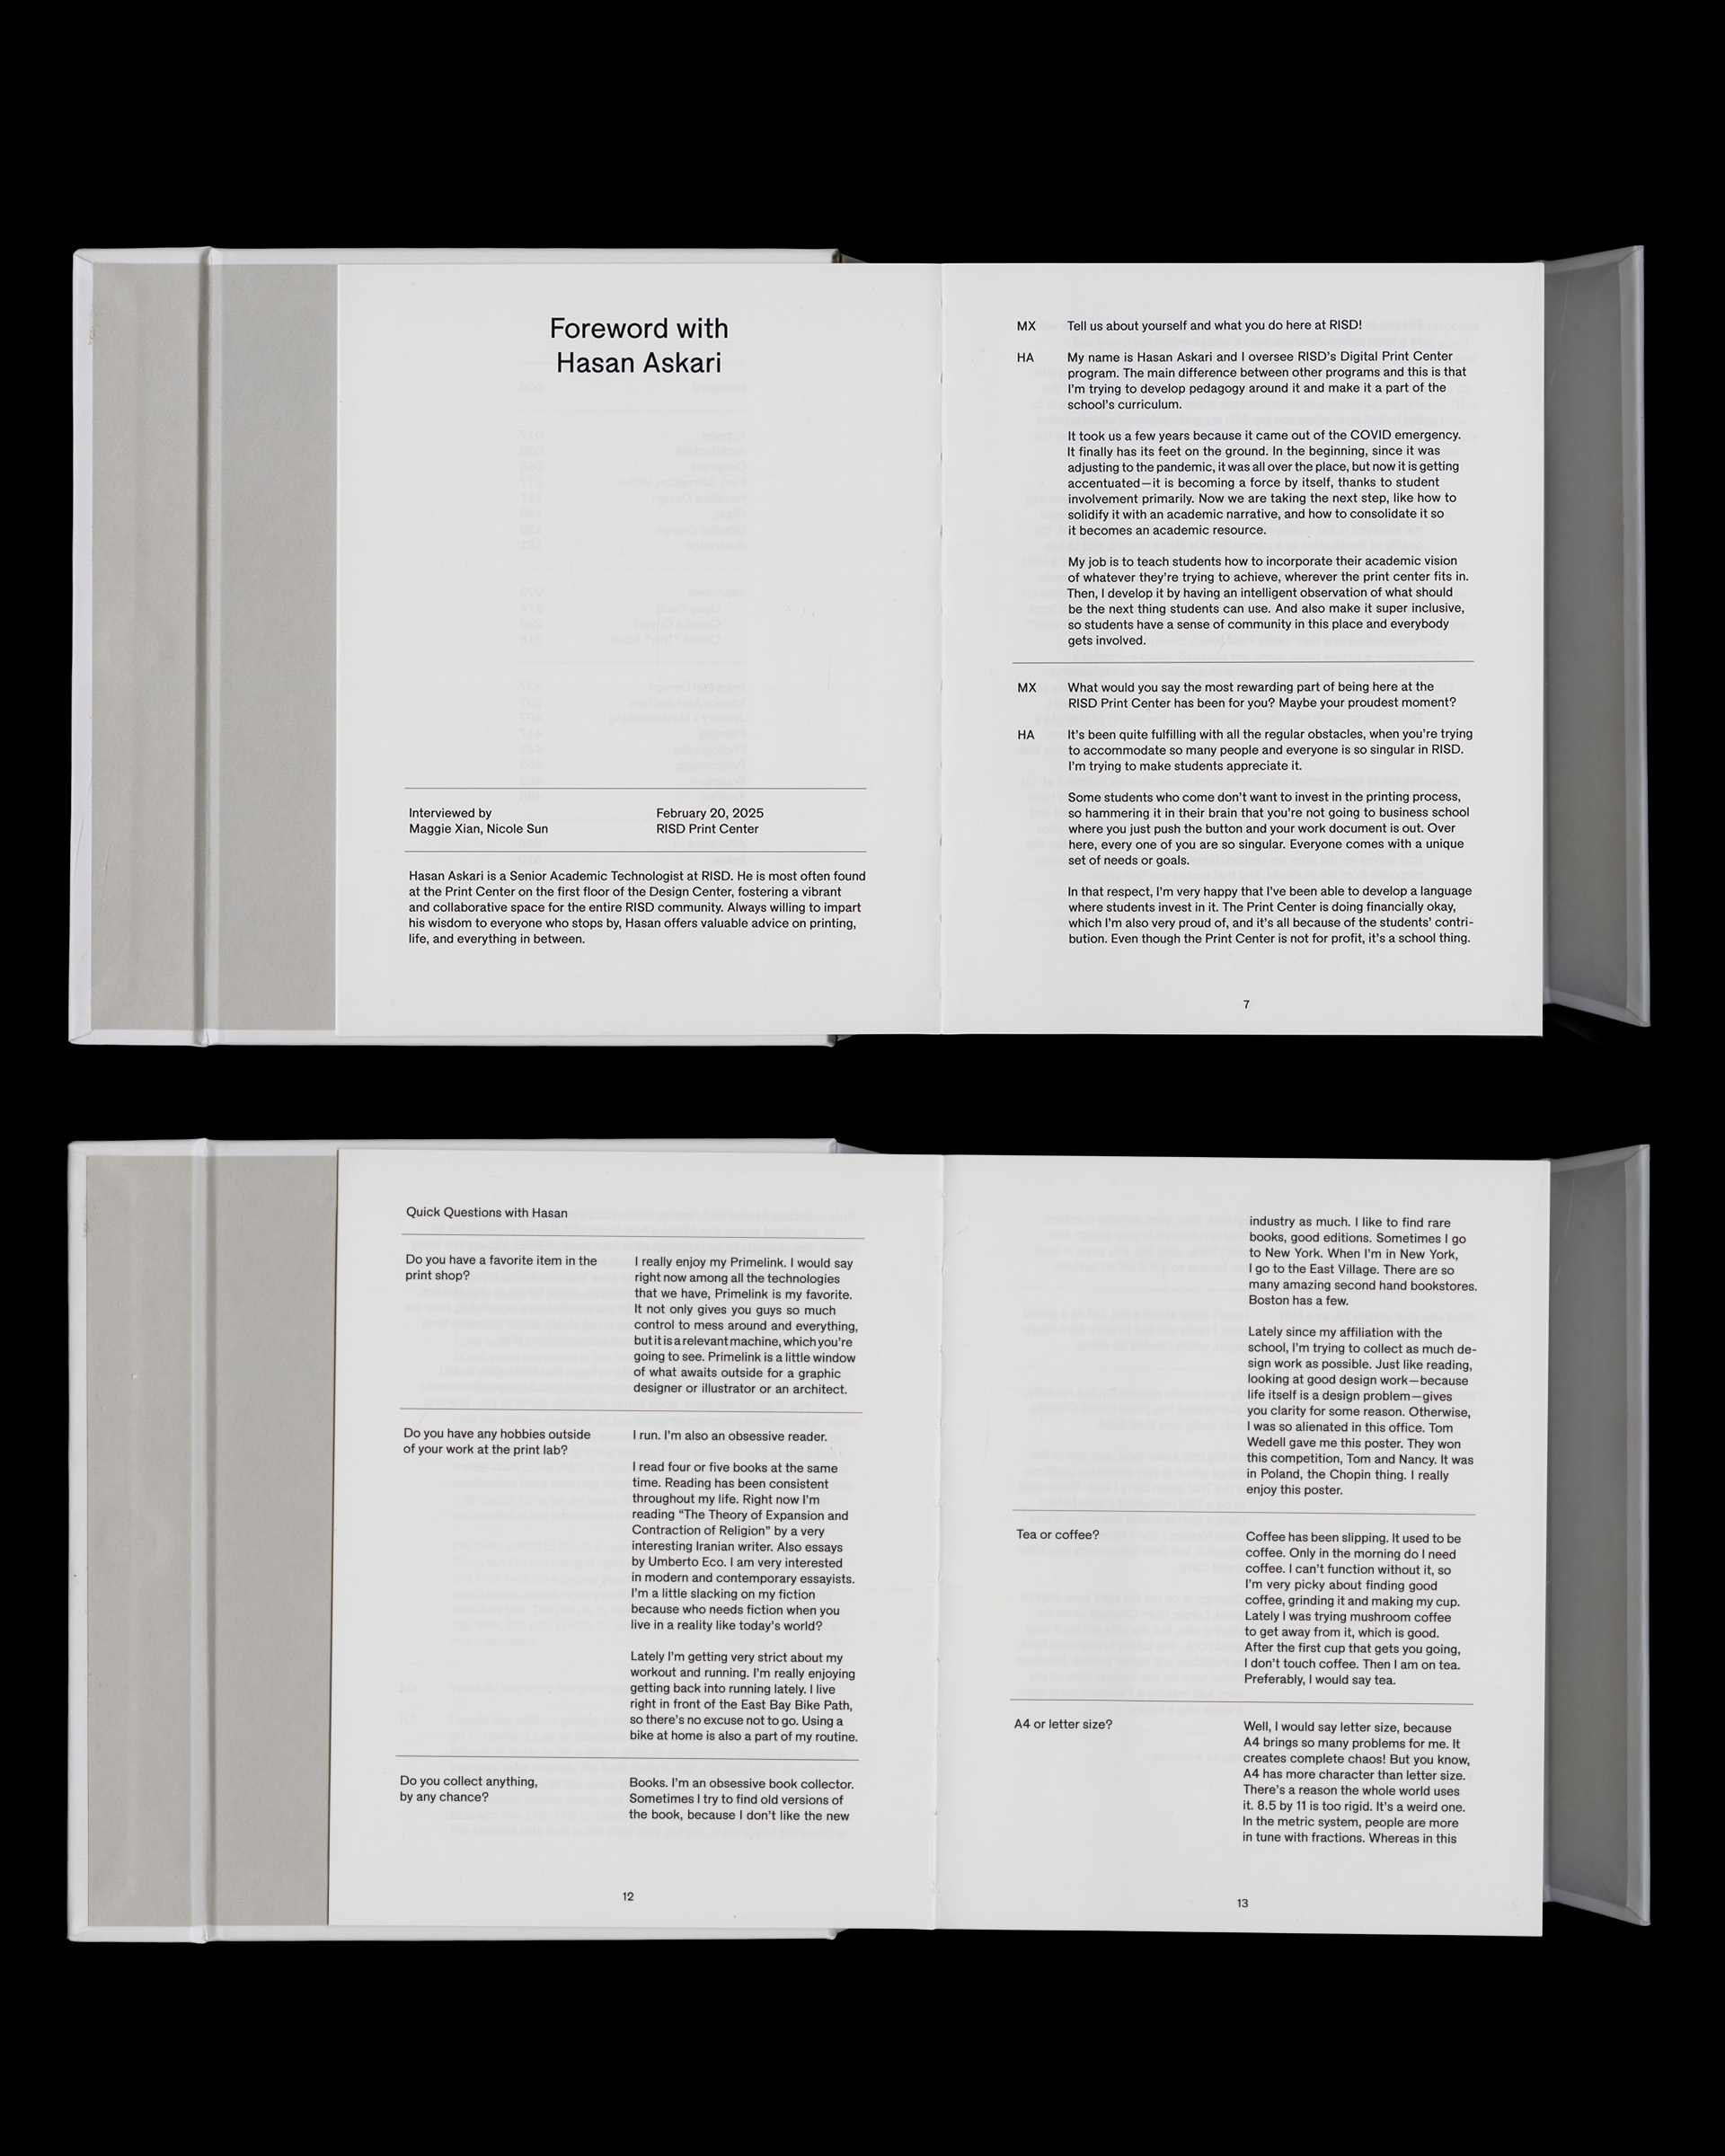 Foreword with
Hasan Askari
Interviewed by
Maggie Xian, Nicole Sun
February 20, 2025
RISD Print Center
Hasan Askari is a Senior Academic Technologist at RISD. He is most often found
at the Print Center on the first floor of the Design Center, fostering a vibrant
and collaborative space for the entire RISD community. Always willing to impart
his wisdom to everyone who stops by, Hasan offers valuable advice on printing,
life, and everything in between.
MX Tell us about yourself and what you do here at RISD!
HA My name is Hasan Askari and I oversee RISD's Digital Print Center
program. The main difference between other programs and this is that
I'm trying to develop pedagogy around it and make it a part of the
school's curriculum.
It took us a few years because it came out of the COVID emergency.
It finally has its feet on the ground. In the beginning, since it was
adjusting to the pandemic, it was all over the place, but now it is getting
accentuated—it is becoming a force by itself, thanks to student
involvement primarily. Now we are taking the next step, like how to
solidify it with an academic narrative, and how to consolidate it so
it becomes an academic resource.
My job is to teach students how to incorporate their academic vision
of whatever they're trying to achieve, wherever the print center fits in.
Then, I develop it by having an intelligent observation of what should
be the next thing students can use. And also make it super inclusive,
so students have a sense of community in this place and everybody
gets involved.
MX What would you say the most rewarding part of being here at the
RISD Print Center has been for you? Maybe your proudest moment?
HA It's been quite fulfilling with all the regular obstacles, when you're trying
to accommodate so many people and everyone is so singular in RISD.
I'm trying to make students appreciate it.
Some students who come don't want to invest in the printing process,
so hammering it in their brain that you're not going to business school
where you just push the button and your work document is out. Over
here, every one of you are so singular. Everyone comes with a unique
set of needs or goals.
In that respect, I'm very happy that I've been able to develop a language
where students invest in it. The Print Center is doing financially okay,
which I'm also very proud of, and it's all because of the students' contri-
bution. Even though the Print Center is not for profit, it's a school thing.
7
Quick Questions with Hasan
Do you have a favorite item in the
print shop?
I really enjoy my Primelink. I would say
right now among all the technologies
that we have, Primelink is my favorite.
It not only gives you guys so much
control to mess around and everything,
but it is a relevant machine, which you're
going to see. Primelink is a little window
of what awaits outside for a graphic
designer or illustrator or an architect.
Do you have any hobbies outside
of your work at the print lab?
I run. I'm also an obsessive reader.
I read four or five books at the same
time. Reading has been consistent
throughout my life. Right now I'm
reading “The Theory of Expansion and
Contraction of Religion” by a very
interesting Iranian writer. Also essays
by Umberto Eco. I am very interested
in modern and contemporary essayists.
I'm a little slacking on my fiction
because who needs fiction when you
live in a reality like today's world?
Lately I'm getting very strict about my
workout and running. I'm really enjoying
getting back into running lately. I live
right in front of the East Bay Bike Path,
so there's no excuse not to go. Using a
bike at home is also a part of my routine.
Do you collect anything,
by any chance?
Books. I'm an obsessive book collector.
Sometimes I try to find old versions of
the book, because I don't like the new
12
industry as much. I like to find rare
books, good editions. Sometimes I go
to New York. When I'm in New York,
I go to the East Village. There are so
many amazing second hand bookstores.
Boston has a few.
Lately since my affiliation with the
school, I'm trying to collect as much de-
sign work as possible. Just like reading,
looking at good design work—because
life itself is a design problem—gives
you clarity for some reason. Otherwise,
I was so alienated in this office. Tom
Wedell gave me this poster. They won
this competition, Tom and Nancy. It was
in Poland, the Chopin thing. I really
enjoy this poster.
Tea or coffee?
Coffee has been slipping. It used to be
coffee. Only in the morning do I need
coffee. I can't function without it, so
I'm very picky about finding good
coffee, grinding it and making my cup.
Lately I was trying mushroom coffee
to get away from it, which is good.
After the first cup that gets you going,
I don't touch coffee. Then I am on tea.
Preferably, I would say tea.
A4 or letter size?
Well, I would say letter size, because
A4 brings so many problems for me. It
creates complete chaos! But you know,
A4 has more character than letter size.
There's a reason the whole world uses
it. 8.5 by 11 is too rigid. It's a weird one.
In the metric system, people are more
in tune with fractions. Whereas in this
13